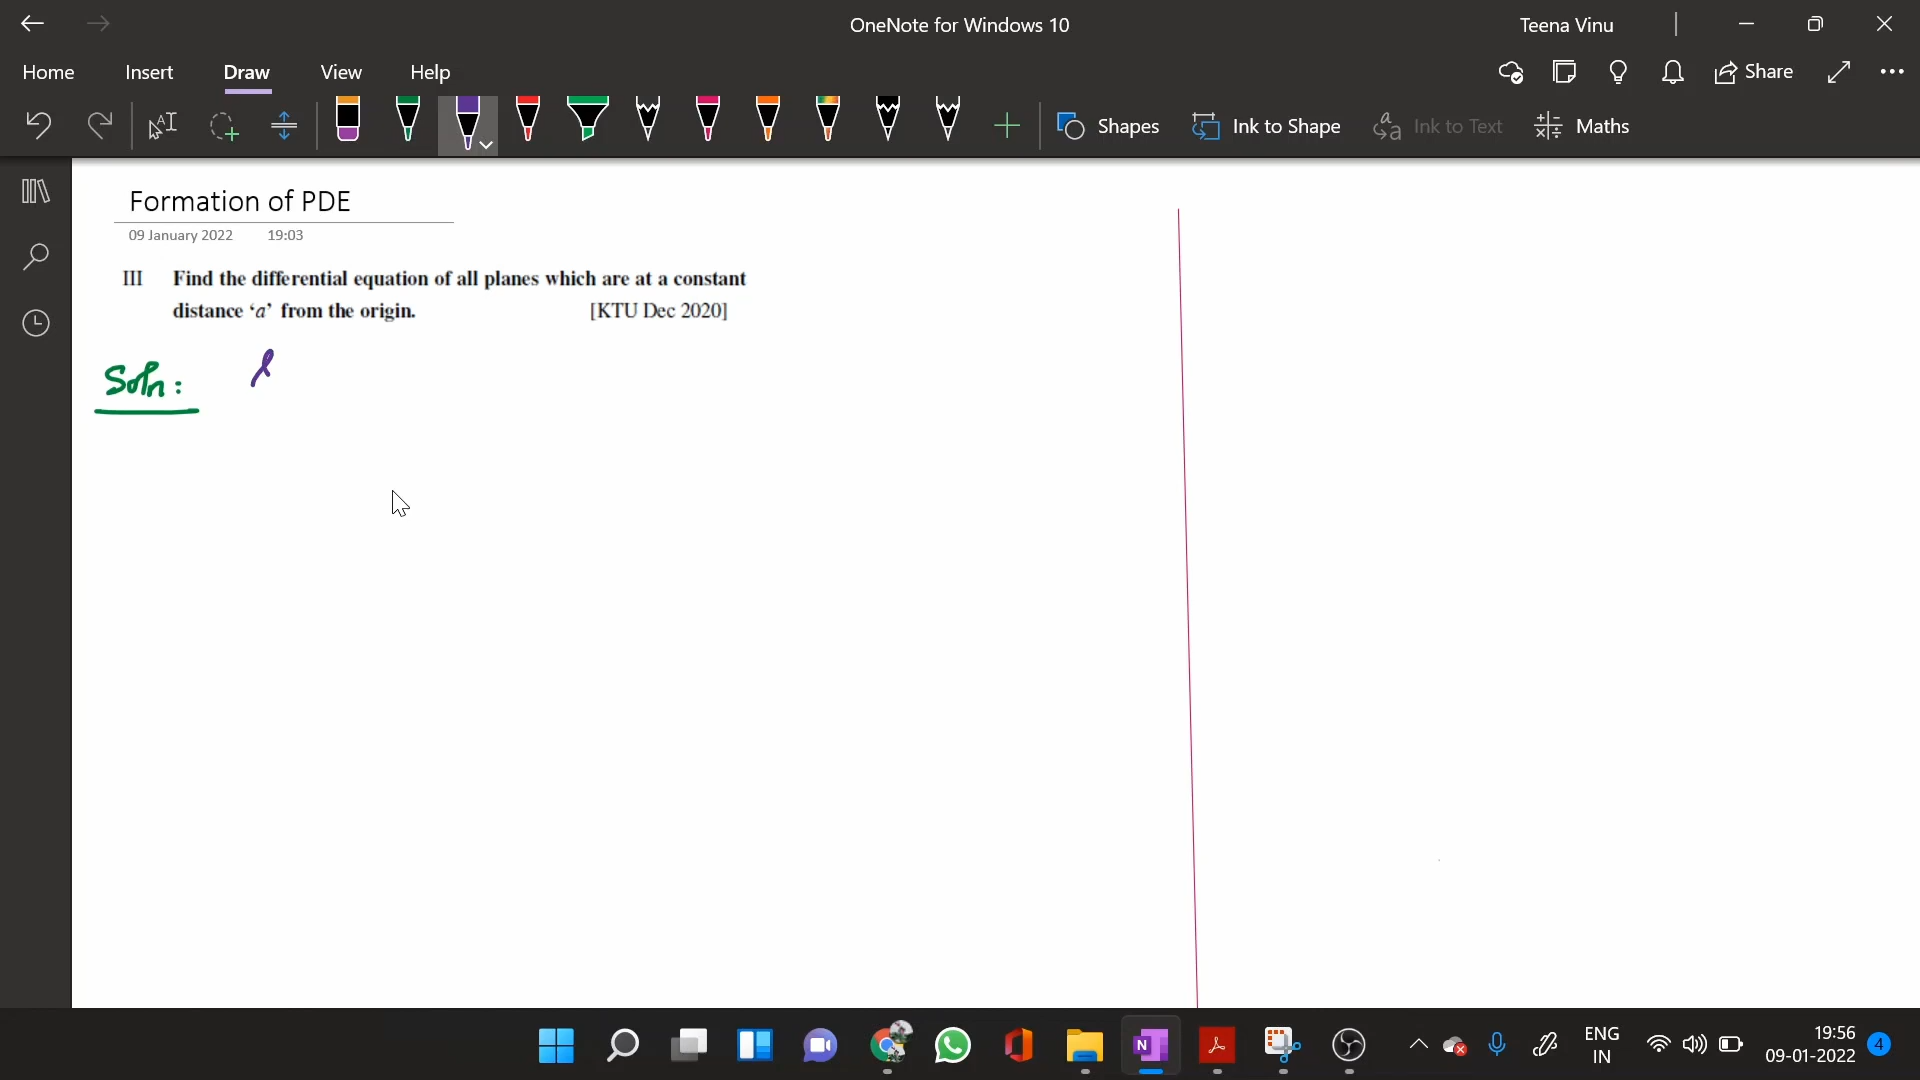 OneNote for Windows 10
Teena Vinu
Home Insert Draw View Help
Share
Shapes Ink to Shape Ink to Text Maths
Formation of PDE
09 January 2022 19:03
III Find the differential equation of all planes which are at a constant
distance ‘a’ from the origin. [KTU Dec 2020]
Soln :
l
ENG
IN
19:56
09-01-2022
4